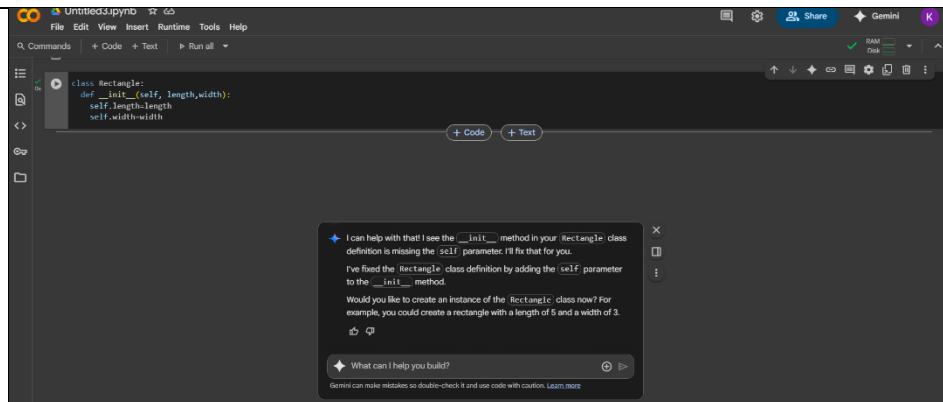 Untitled3.ipynb
File Edit View Insert Runtime Tools Help
Share
Gemini
K
Commands + Code + Text Run all
RAM
Disk
0s
class Rectangle:
def __init__(self, length,width):
self.length=length
self.width=width
+ Code + Text
I can help with that! I see the __init__ method in your Rectangle class
definition is missing the self parameter. I'll fix that for you.
I've fixed the Rectangle class definition by adding the self parameter
to the __init__ method.
Would you like to create an instance of the Rectangle class now? For
example, you could create a rectangle with a length of 5 and a width of 3.
What can I help you build?
Gemini can make mistakes so double-check it and use code with caution. Learn more